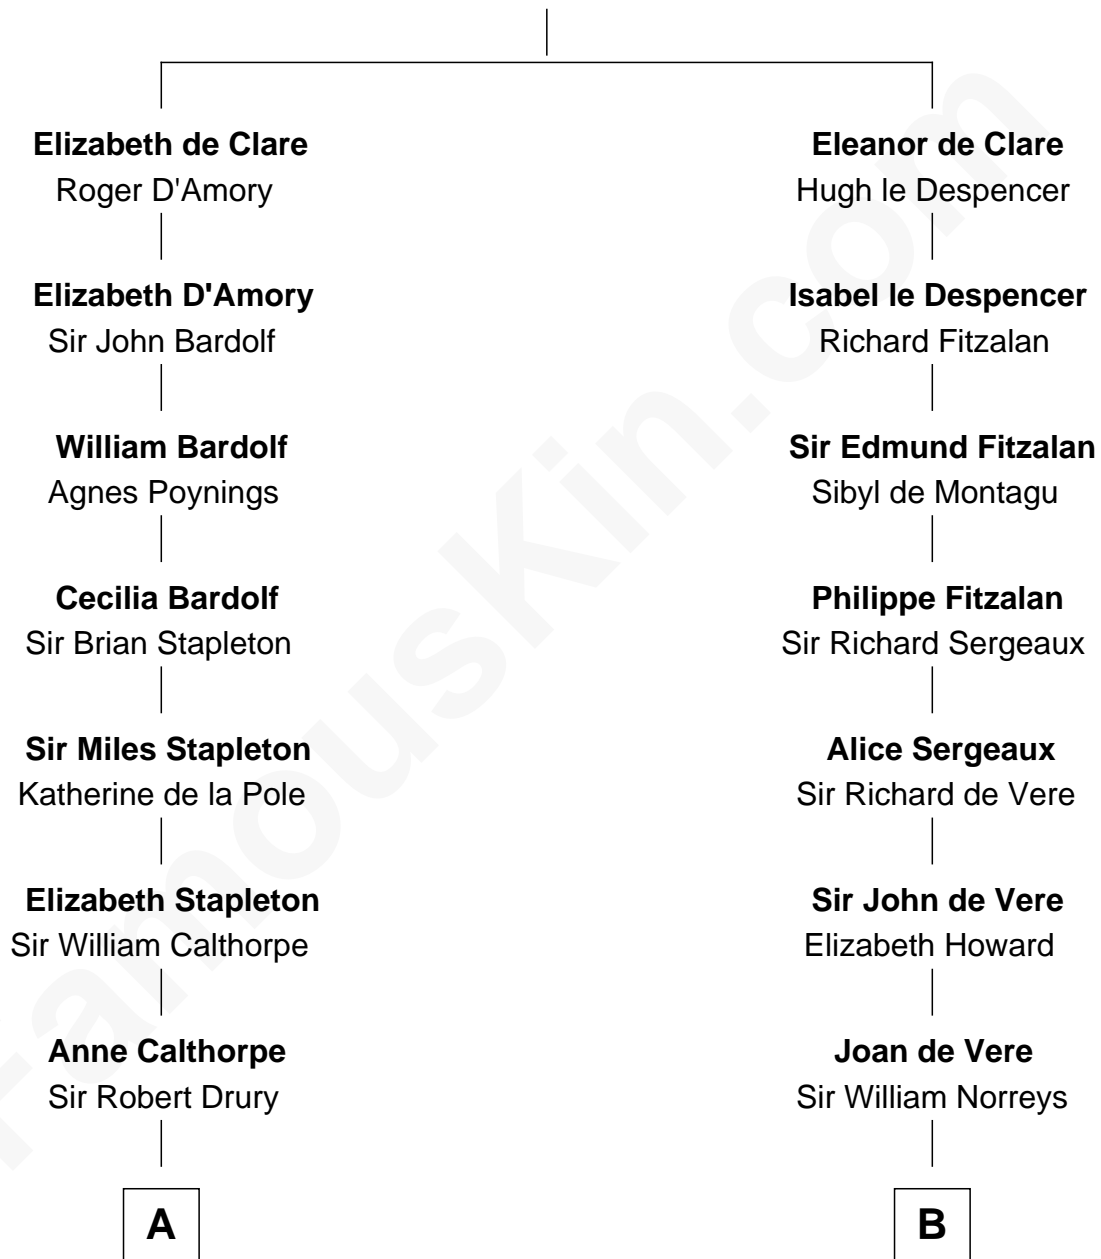 Elizabeth de Clare
Roger D'Amory
Elizabeth D'Amory
Sir John Bardolf
William Bardolf
Agnes Poynings
Cecilia Bardolf
Sir Brian Stapleton
Sir Miles Stapleton
Katherine de la Pole
Elizabeth Stapleton
Sir William Calthorpe
Anne Calthorpe
Sir Robert Drury
A
Eleanor de Clare
Hugh le Despencer
Isabel le Despencer
Richard Fitzalan
Sir Edmund Fitzalan
Sibyl de Montagu
Philippe Fitzalan
Sir Richard Sergeaux
Alice Sergeaux
Sir Richard de Vere
Sir John de Vere
Elizabeth Howard
Joan de Vere
Sir William Norreys
B
FamousKin.com